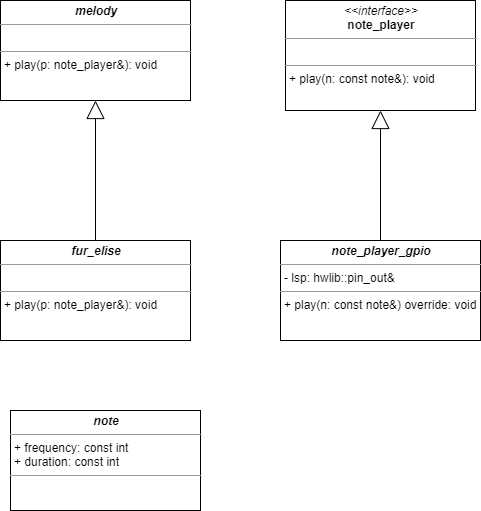 melody
+ play(p: note_player&): void
<<interface>>
note_player
+ play(n: const note&): void
fur_elise
+ play(p: note_player&): void
note_player_gpio
- lsp: hwlib::pin_out&
+ play(n: const note&) override: void
note
+ frequency: const int
+ duration: const int